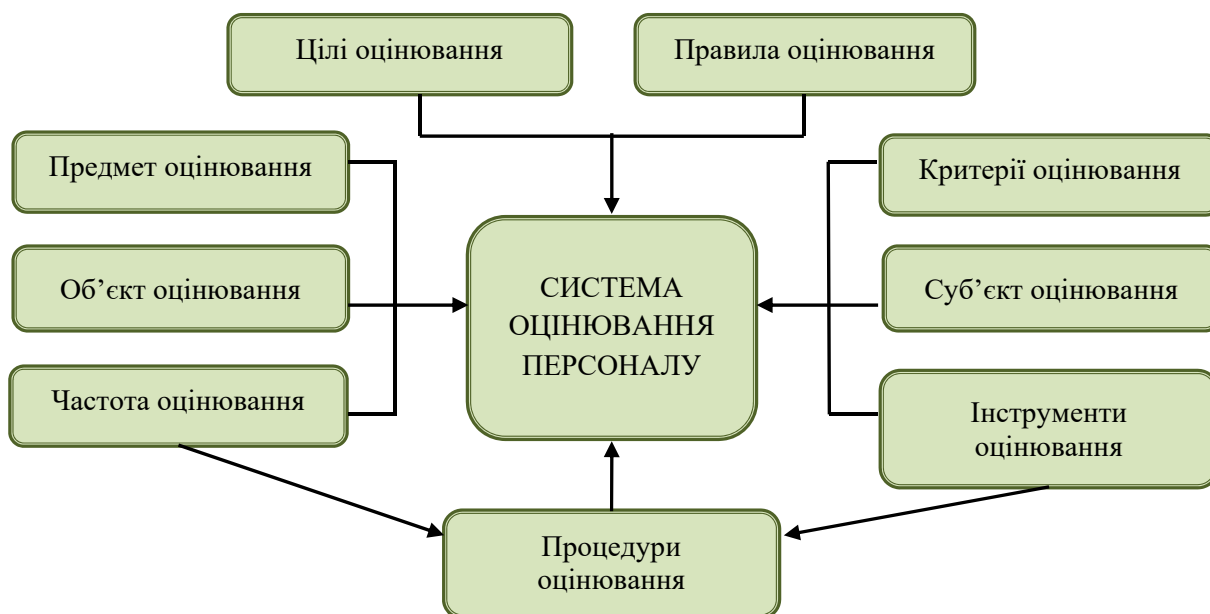 Цілі оцінювання
Правила оцінювання
Предмет оцінювання
Критерії оцінювання
Об’єкт оцінювання
СИСТЕМА
ОЦІНЮВАННЯ
ПЕРСОНАЛУ
Суб’єкт оцінювання
Частота оцінювання
Інструменти
оцінювання
Процедури
оцінювання